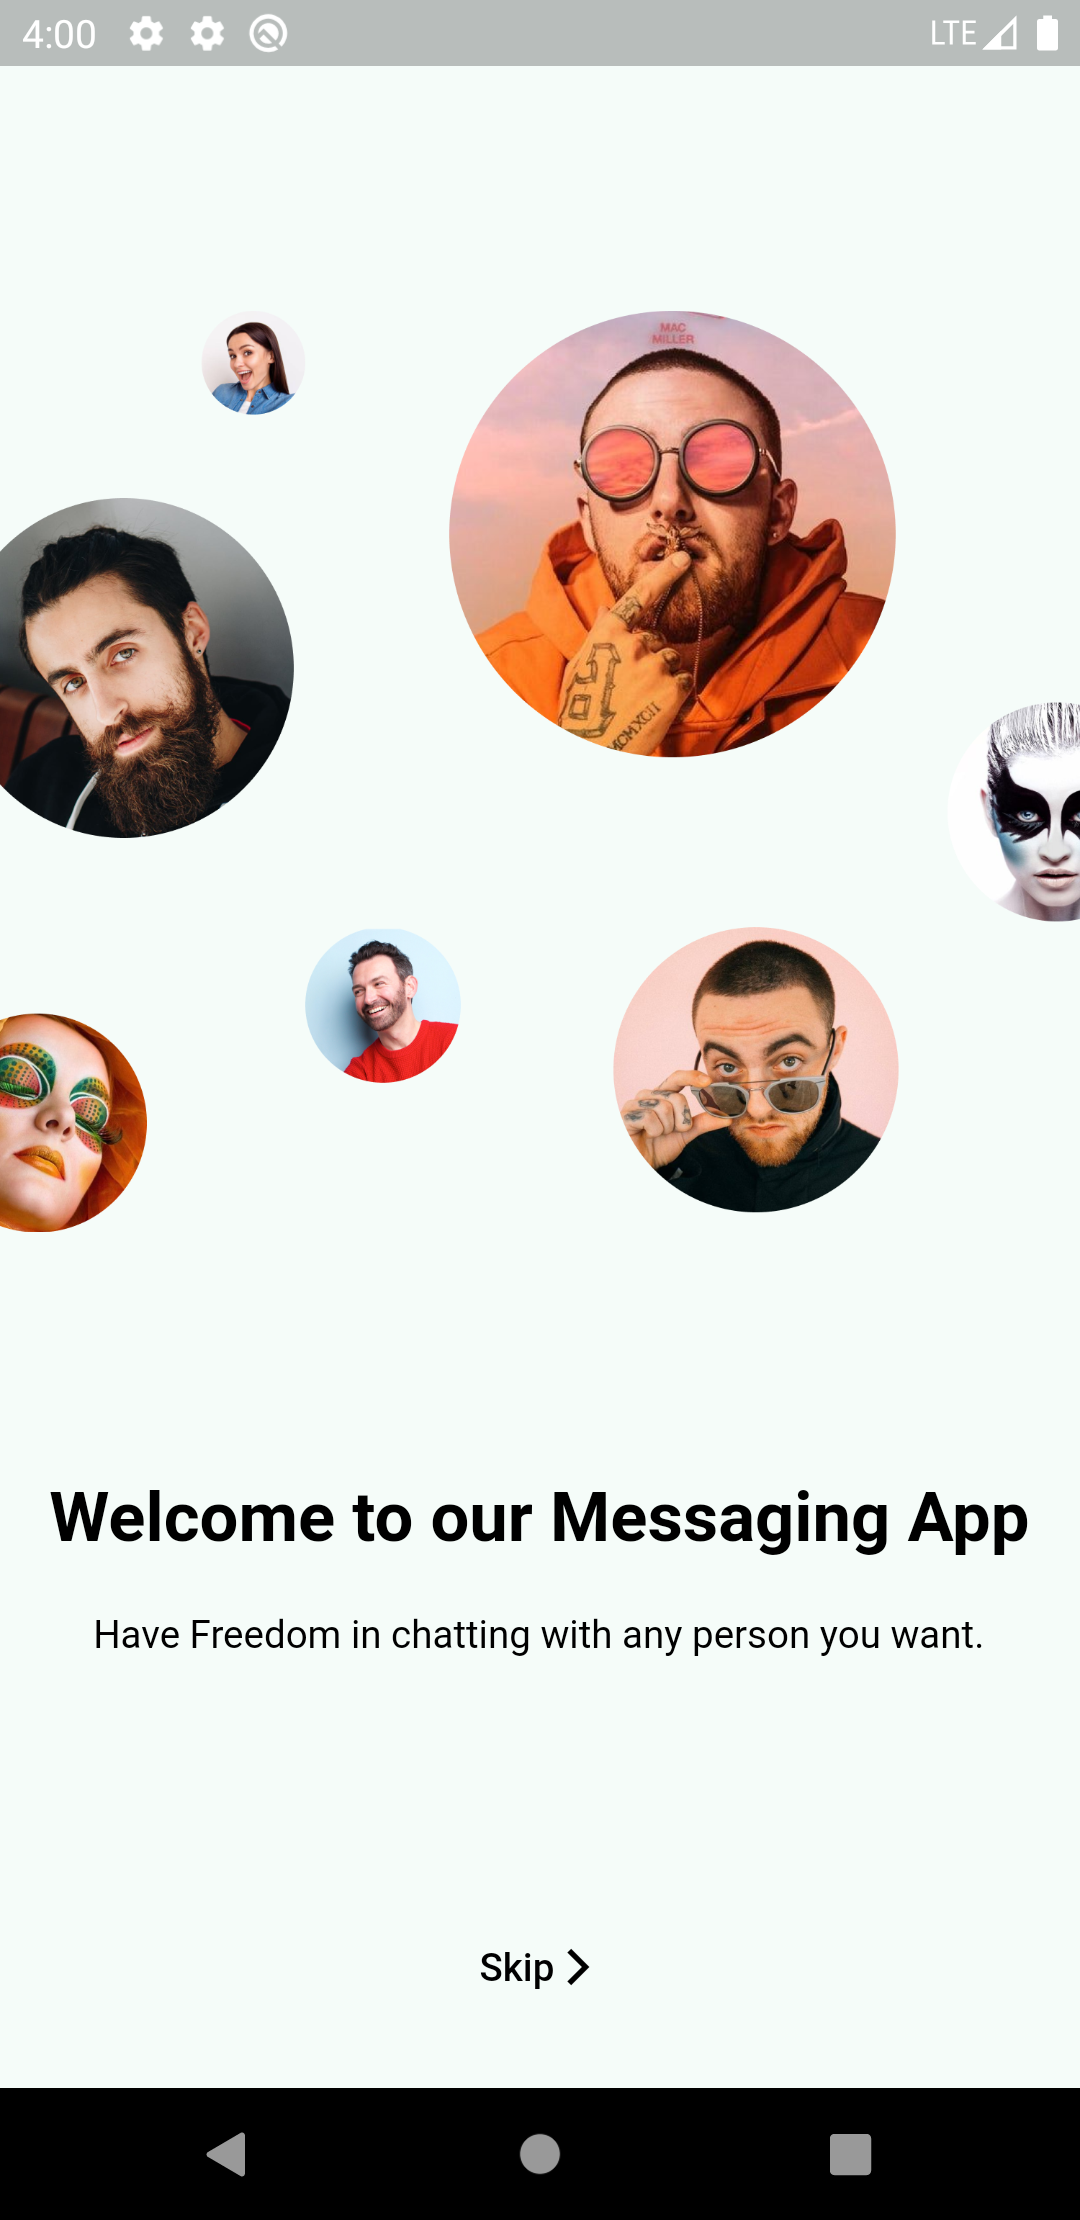 4:00
LTE
MAC
MILLER
MCMXCII
Welcome to our Messaging App
Have Freedom in chatting with any person you want.
Skip